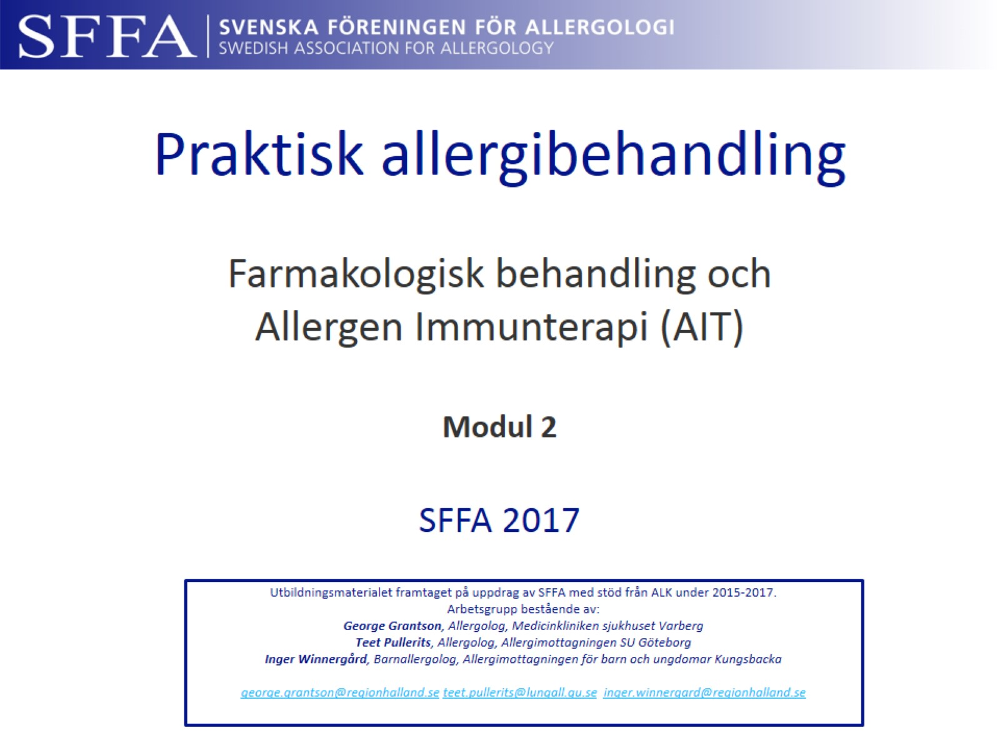 SFFA
SVENSKA FÖRENINGEN FÖR ALLERGOLOGI
SWEDISH ASSOCIATION FOR ALLERGOLOGY
Praktisk allergibehandling
Farmakologisk behandling och
Allergen Immunterapi (AIT)
Modul 2
SFFA 2017
Utbildningsmaterialet framtaget på uppdrag av SFFA med stöd från ALK under 2015-2017.
Arbetsgrupp bestående av:
George Grantson, Allergolog, Medicinkliniken sjukhuset Varberg
Teet Pullerits, Allergolog, Allergimottagningen SU Göteborg
Inger Winnergård, Barnallergolog, Allergimottagningen för barn och ungdomar Kungsbacka
george.grantson@regionhalland.se teet.pullerits@lungall.gu.se inger.winnergard@regionhalland.se